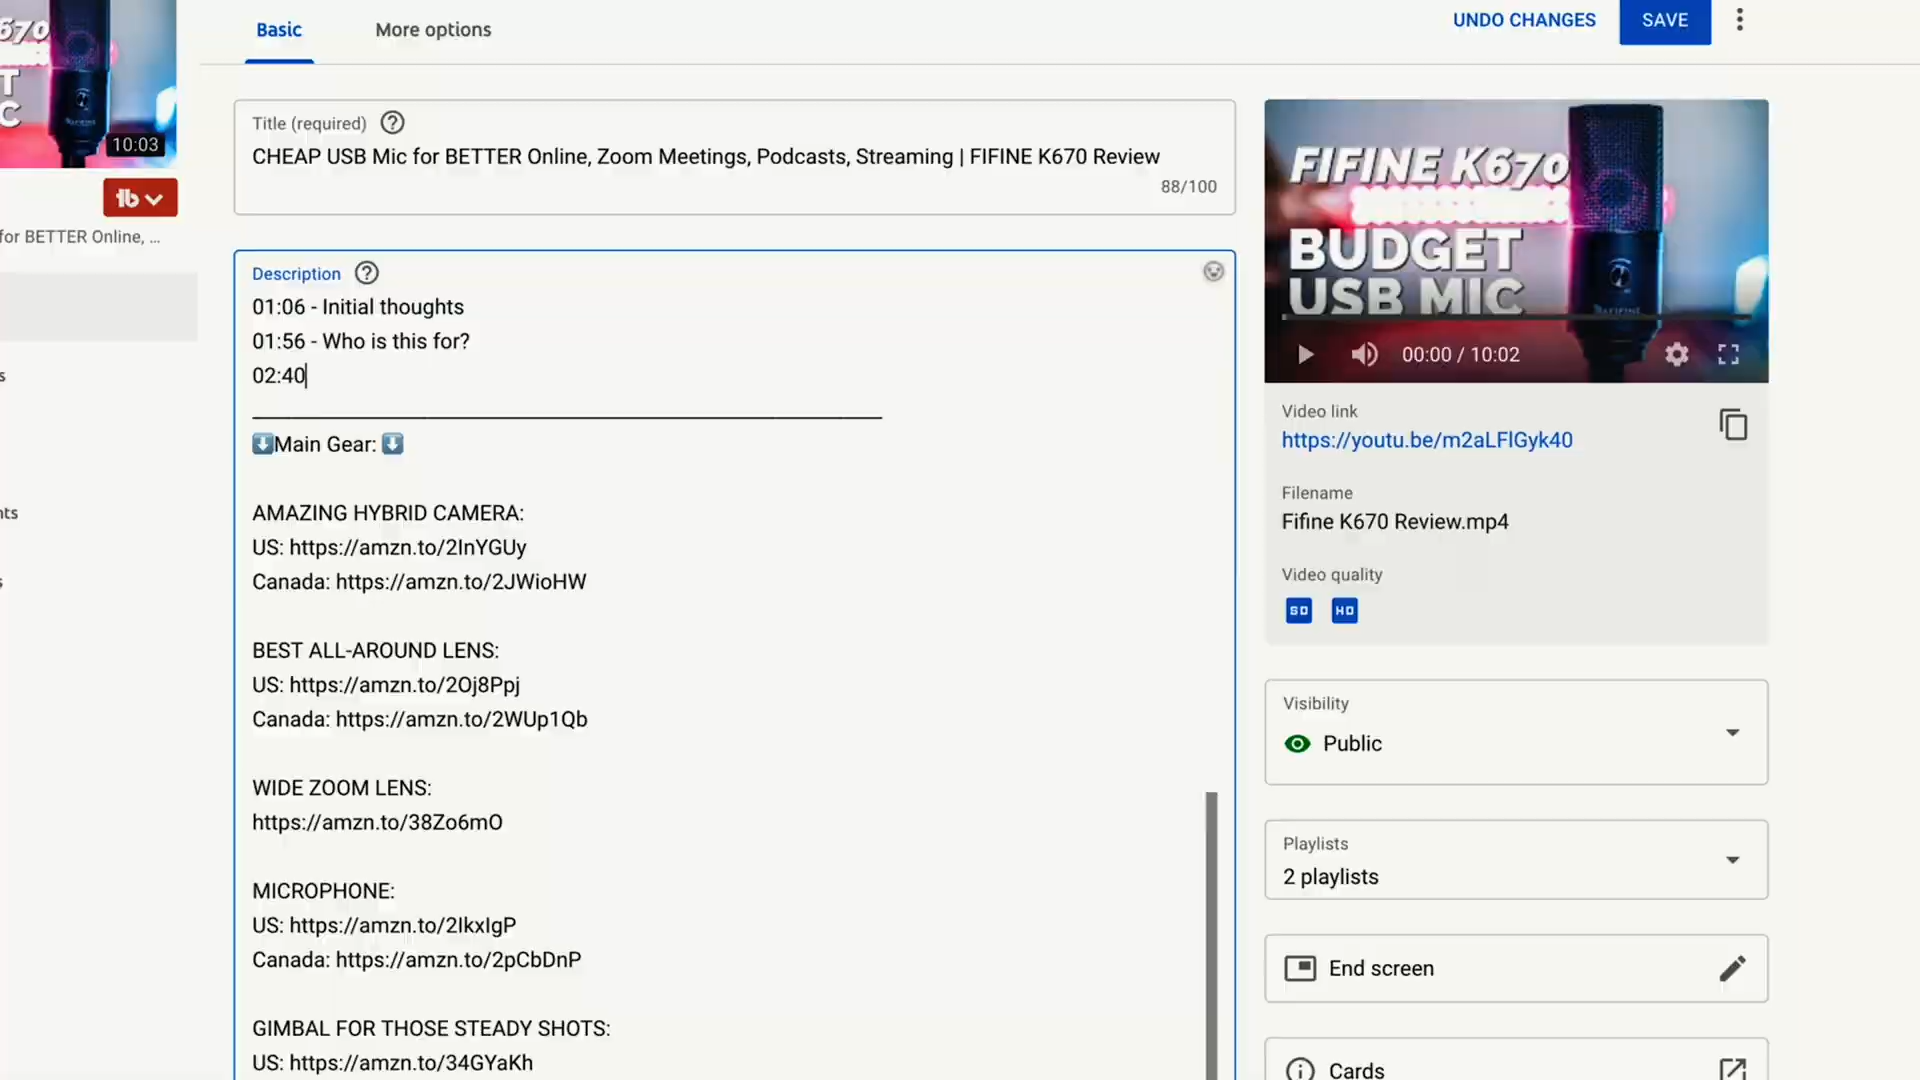 Basic
More options
UNDO CHANGES
SAVE
670
T
C
10:03
for BETTER Online, ...
s
nts
s
Title (required)
CHEAP USB Mic for BETTER Online, Zoom Meetings, Podcasts, Streaming | FIFINE K670 Review
88/100
Description
01:06 - Initial thoughts
01:56 - Who is this for?
02:40
⬇️Main Gear: ⬇️
AMAZING HYBRID CAMERA:
US: https://amzn.to/2InYGUy
Canada: https://amzn.to/2JWioHW
BEST ALL-AROUND LENS:
US: https://amzn.to/2Oj8Ppj
Canada: https://amzn.to/2WUp1Qb
WIDE ZOOM LENS:
https://amzn.to/38Zo6mO
MICROPHONE:
US: https://amzn.to/2IkxIgP
Canada: https://amzn.to/2pCbDnP
GIMBAL FOR THOSE STEADY SHOTS:
US: https://amzn.to/34GYaKh
FIFINE K670
BUDGET
USB MIC
00:00 / 10:02
Video link
https://youtu.be/m2aLFlGyk40
Filename
Fifine K670 Review.mp4
Video quality
SD HD
Visibility
Public
Playlists
2 playlists
End screen
Cards